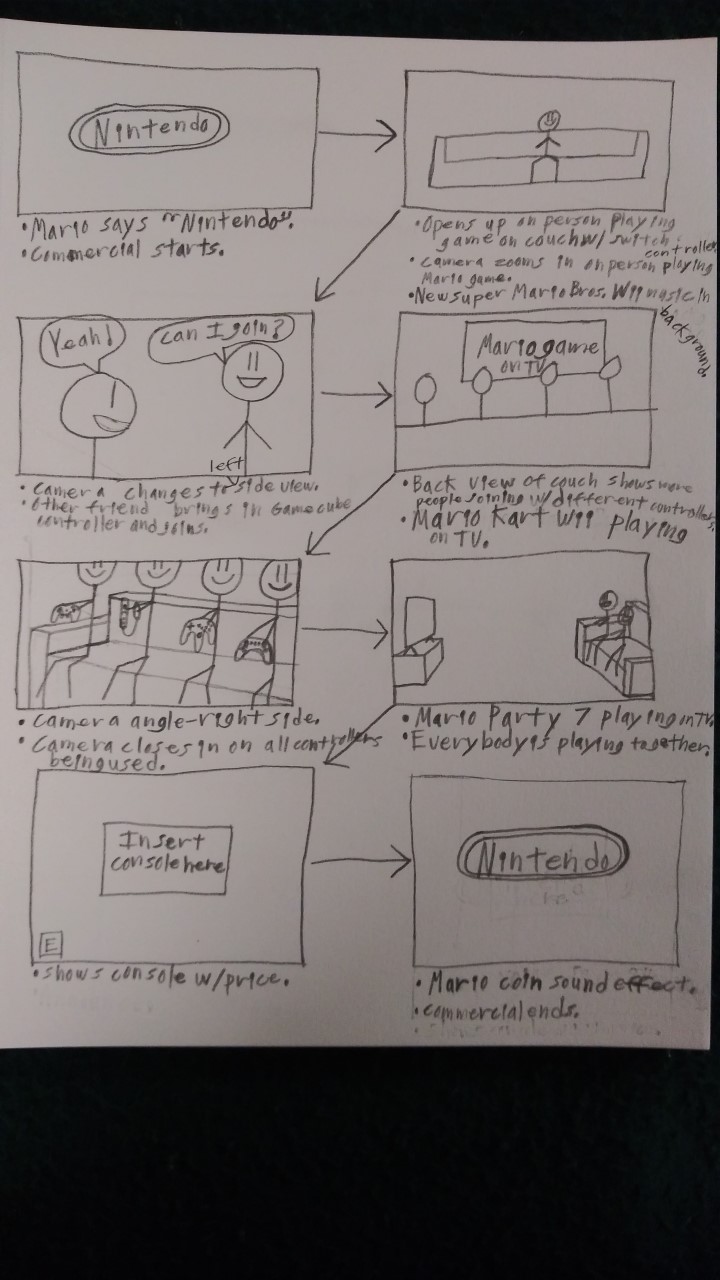 Nintendo
•Mario says "Nintendo".
•Commercial starts.
•Opens up on person playing
game on couch w/ switch
controller
•Camera zooms in on person playing
Mario game.
•New super Mario Bros. Wii music in
background.
Yeah!
can I join?
left
•Camera changes to side view.
•Other friend brings in Gamecube
controller and joins.
Mario game
on TV
•Back view of couch shows more
people joining w/ different controllers.
•Mario Kart Wii playing
on TV.
•Camera angle-right side.
•Camera closes in on all controllers
being used.
•Mario Party 7 playing on TV.
•Everybody is playing together.
Insert
console here
E
•shows console w/price.
Nintendo
•Mario coin sound effect.
•commercial ends.